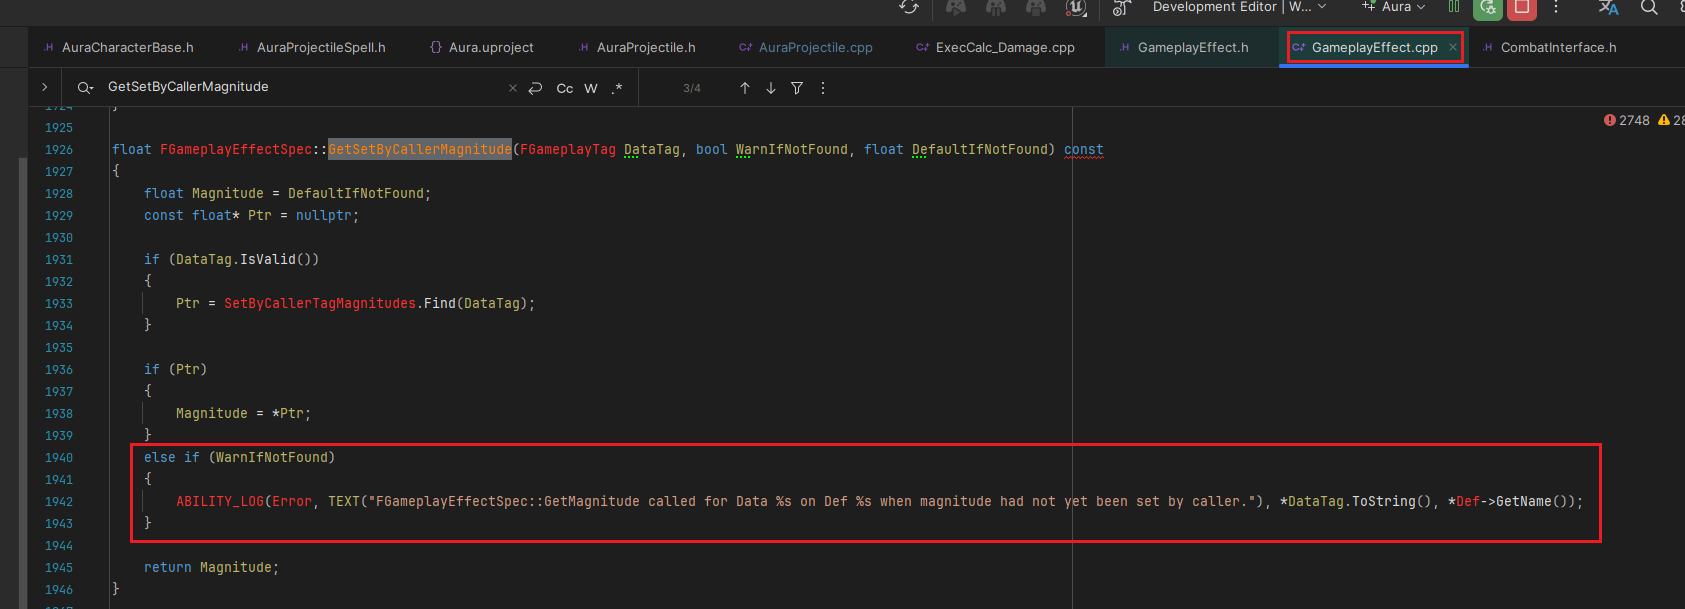 Development Editor | W... Aura
AuraCharacterBase.h AuraProjectileSpell.h Aura.uproject AuraProjectile.h AuraProjectile.cpp ExecCalc_Damage.cpp GameplayEffect.h GameplayEffect.cpp CombatInterface.h
GetSetByCallerMagnitude Cc W .* 3/4
1924 }
1925 2748 28
1926 float FGameplayEffectSpec::GetSetByCallerMagnitude(FGameplayTag DataTag, bool WarnIfNotFound, float DefaultIfNotFound) const
1927 {
1928 float Magnitude = DefaultIfNotFound;
1929 const float* Ptr = nullptr;
1930
1931 if (DataTag.IsValid())
1932 {
1933 Ptr = SetByCallerTagMagnitudes.Find(DataTag);
1934 }
1935
1936 if (Ptr)
1937 {
1938 Magnitude = *Ptr;
1939 }
1940 else if (WarnIfNotFound)
1941 {
1942 ABILITY_LOG(Error, TEXT("FGameplayEffectSpec::GetMagnitude called for Data %s on Def %s when magnitude had not yet been set by caller."), *DataTag.ToString(), *Def->GetName());
1943 }
1944
1945 return Magnitude;
1946 }